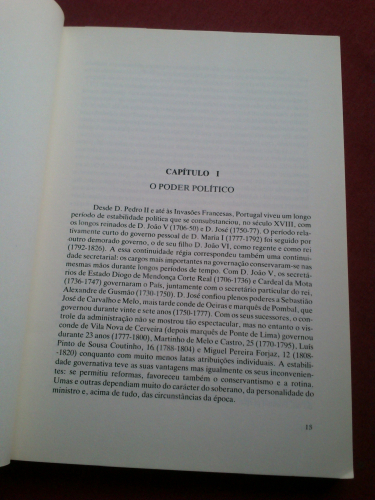 CAPÍTULO I
O PODER POLÍTICO
Desde D. Pedro II e até às Invasões Francesas, Portugal viveu um longo
período de estabilidade política que se consubstanciou, no século XVIII, com
os longos reinados de D. João V (1706-50) e D. José (1750-77). O período rela-
tivamente curto do governo pessoal de D. Maria I (1777-1792) foi seguido por
outro demorado governo, o de seu filho D. João VI, como regente e como rei
(1792-1826). A essa continuidade régia correspondeu também uma continui-
dade secretarial: os cargos mais importantes na governação conservaram-se nas
mesmas mãos durante longos períodos de tempo. Com D. João V, os secretá-
rios de Estado Diogo de Mendonça Corte Real (1706-1736) e Cardeal da Mota
(1736-1747) governaram o País, juntamente com o secretário particular do rei,
Alexandre de Gusmão (1730-1750). D. José confiou plenos poderes a Sebastião
José de Carvalho e Melo, mais tarde conde de Oeiras e marquês de Pombal, que
governou durante vinte e sete anos (1750-1777). Com os seus sucessores, o con-
trole da administração não se mostrou tão espectacular, mas no entanto o vis-
conde de Vila Nova de Cerveira (depois marquês de Ponte de Lima) governou
durante 23 anos (1777-1800), Martinho de Melo e Castro, 25 (1770-1795), Luís
Pinto de Sousa Coutinho, 16 (1788-1804) e Miguel Pereira Forjaz, 12 (1808-
-1820) conquanto com muito menos latas atribuições individuais. A estabili-
dade governativa teve as suas vantagens mas igualmente os seus inconvenien-
tes: se permitiu reformas, favoreceu também o conservantismo e a rotina.
Umas e outras dependiam muito do carácter do soberano, da personalidade do
ministro e, acima de tudo, das circunstâncias da época.
15